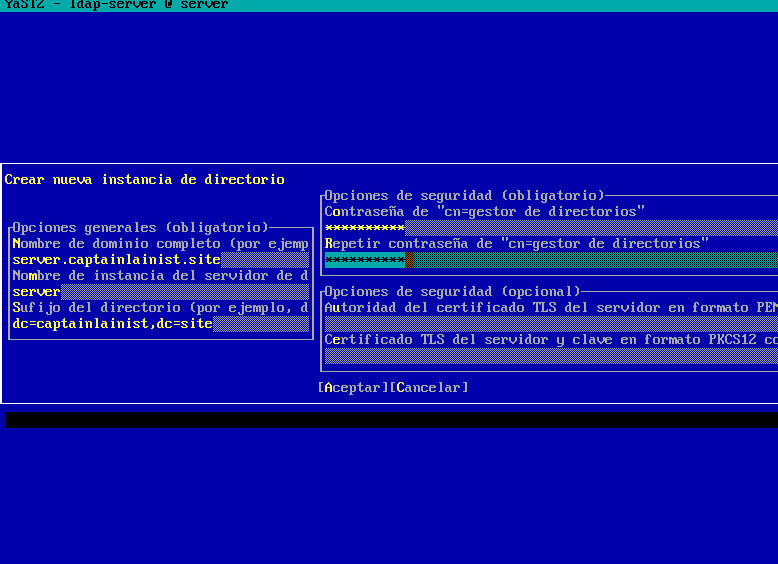 YaST2 - ldap-server @ server
Crear nueva instancia de directorio
Opciones generales (obligatorio)
Nombre de dominio completo (por ejemp
server.captainlainist.site
Nombre de instancia del servidor de d
server
Sufijo del directorio (por ejemplo, d
dc=captainlainist,dc=site
Opciones de seguridad (obligatorio)
Contraseña de "cn=gestor de directorios"
**********
Repetir contraseña de "cn=gestor de directorios"
**********
Opciones de seguridad (opcional)
Autoridad del certificado TLS del servidor en formato PEM
Certificado TLS del servidor y clave en formato PKCS12 co
[Aceptar][Cancelar]